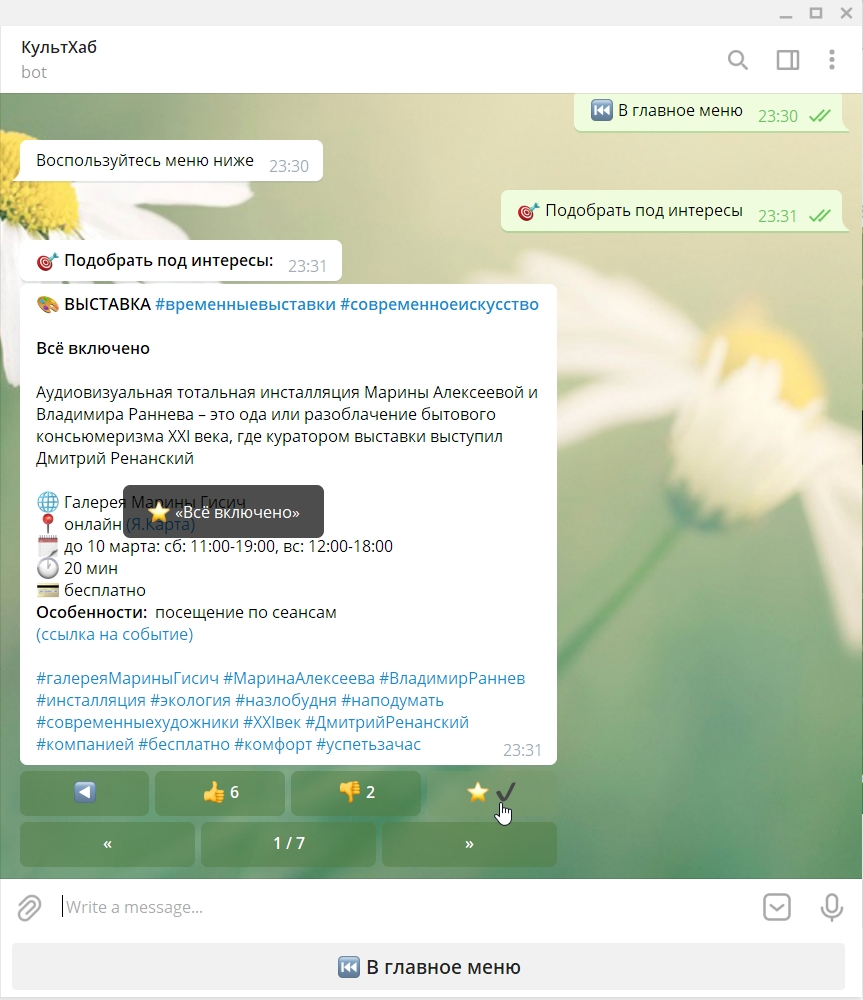 КультХаб
bot
⏮ В главное меню 23:30
Воспользуйтесь меню ниже 23:30
🎯 Подобрать под интересы 23:31
🎯 Подобрать под интересы: 23:31
🎨 ВЫСТАВКА #временныевыставки #современноеискусство
Всё включено
Аудиовизуальная тотальная инсталляция Марины Алексеевой и
Владимира Раннева – это ода или разоблачение бытового
консьюмеризма XXI века, где куратором выставки выступил
Дмитрий Ренанский
🌐 Галерея Марины Гисич
⭐ «Всё включено»
📍 онлайн (Я.Карта)
🗓 до 10 марта: сб: 11:00-19:00, вс: 12:00-18:00
🕐 20 мин
💳 бесплатно
Особенности: посещение по сеансам
(ссылка на событие)
#галереяМариныГисич #МаринаАлексеева #ВладимирРаннев
#инсталляция #экология #назлобудня #наподумать
#современныехудожники #XXIвек #ДмитрийРенанский
#компанией #бесплатно #комфорт #успетьзачас
23:31
◀ 👍 6 👎 2 ⭐ ✔
« 1 / 7 »
Write a message...
⏮ В главное меню